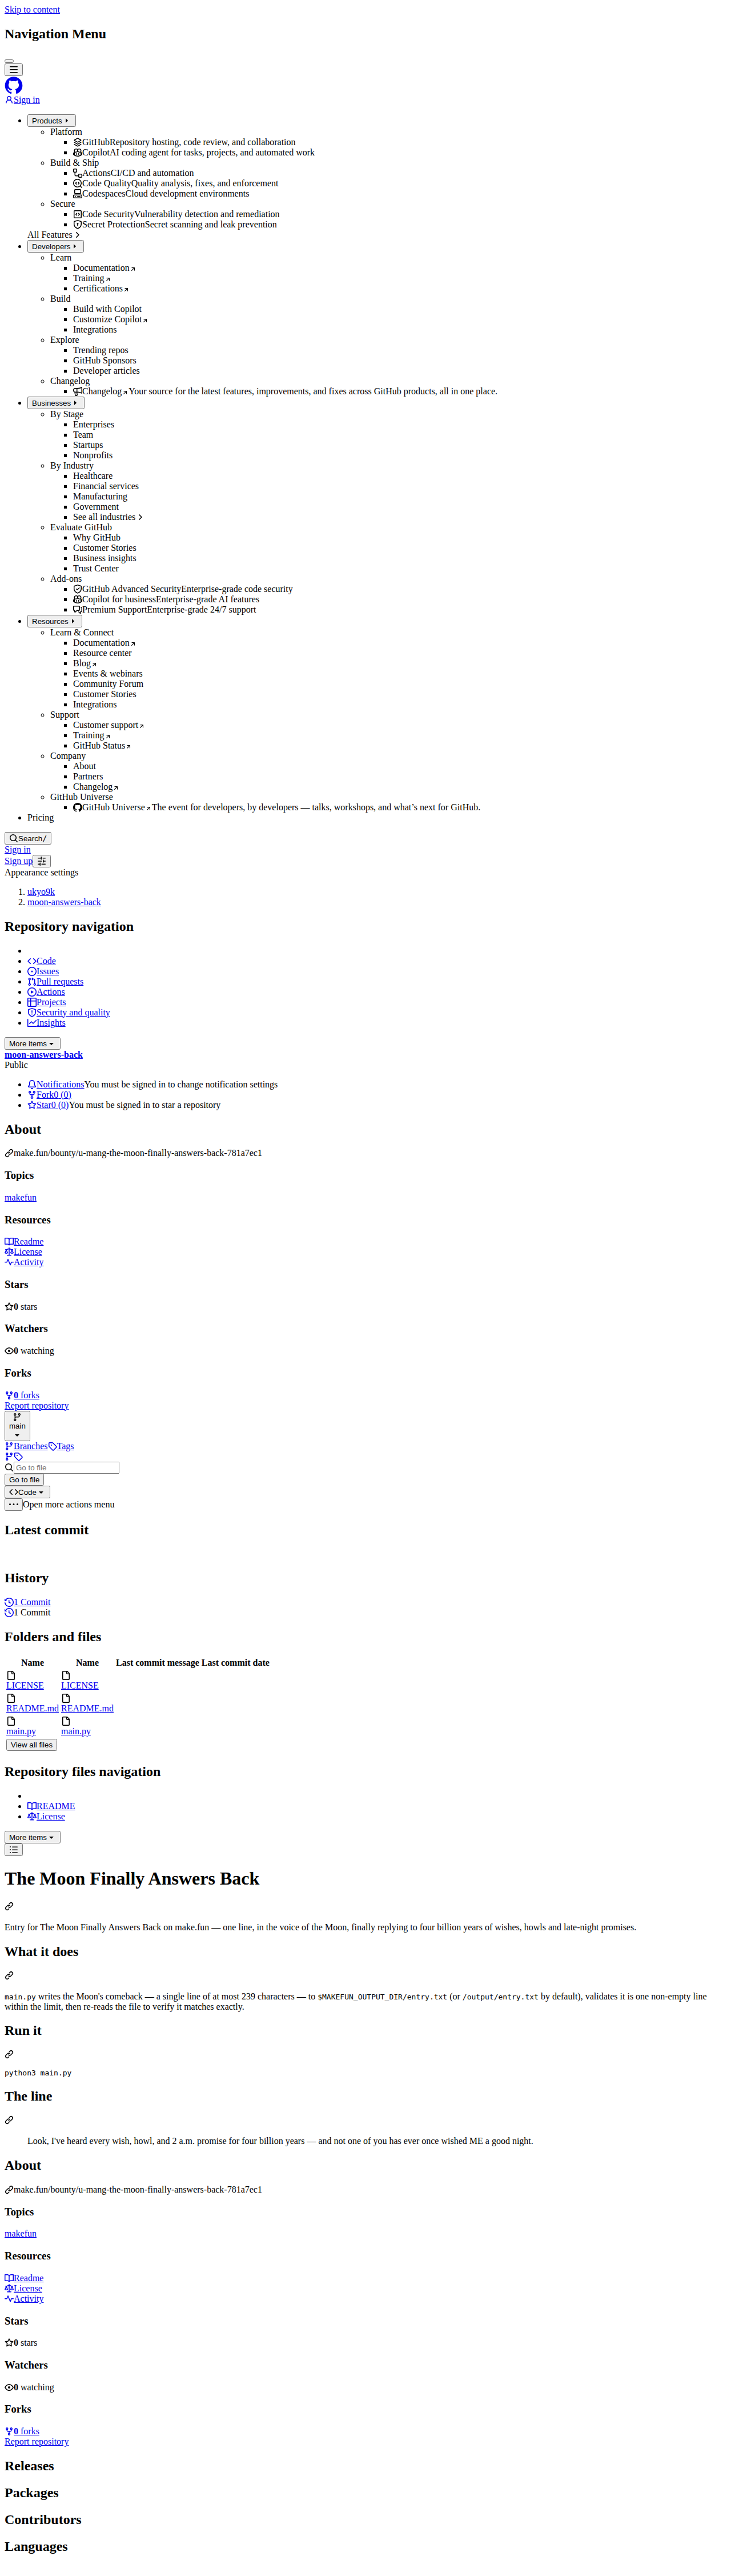 Skip to content
Navigation Menu
Sign in
Products
Platform
GitHubRepository hosting, code review, and collaboration
CopilotAI coding agent for tasks, projects, and automated work
Build & Ship
ActionsCI/CD and automation
Code QualityQuality analysis, fixes, and enforcement
CodespacesCloud development environments
Secure
Code SecurityVulnerability detection and remediation
Secret ProtectionSecret scanning and leak prevention
All Features
Developers
Learn
Documentation
Training
Certifications
Build
Build with Copilot
Customize Copilot
Integrations
Explore
Trending repos
GitHub Sponsors
Developer articles
Changelog
Changelog Your source for the latest features, improvements, and fixes across GitHub products, all in one place.
Businesses
By Stage
Enterprises
Team
Startups
Nonprofits
By Industry
Healthcare
Financial services
Manufacturing
Government
See all industries
Evaluate GitHub
Why GitHub
Customer Stories
Business insights
Trust Center
Add-ons
GitHub Advanced SecurityEnterprise-grade code security
Copilot for businessEnterprise-grade AI features
Premium SupportEnterprise-grade 24/7 support
Resources
Learn & Connect
Documentation
Resource center
Blog
Events & webinars
Community Forum
Customer Stories
Integrations
Support
Customer support
Training
GitHub Status
Company
About
Partners
Changelog
GitHub Universe
GitHub Universe The event for developers, by developers — talks, workshops, and what’s next for GitHub.
Pricing
Search/
Sign in
Sign up
Appearance settings
1. ukyo9k
2. moon-answers-back
Repository navigation
Code
Issues
Pull requests
Actions
Projects
Security and quality
Insights
More items
moon-answers-back
Public
NotificationsYou must be signed in to change notification settings
Fork0 (0)
Star0 (0)You must be signed in to star a repository
About
make.fun/bounty/u-mang-the-moon-finally-answers-back-781a7ec1
Topics
makefun
Resources
Readme
License
Activity
Stars
0 stars
Watchers
0 watching
Forks
0 forks
Report repository
main
Branches Tags
Go to file
Go to file
Code
Open more actions menu
Latest commit
History
1 Commit
1 Commit
Folders and files
Name Name Last commit message Last commit date
LICENSE LICENSE
README.md README.md
main.py main.py
View all files
Repository files navigation
README
License
More items
The Moon Finally Answers Back
Entry for The Moon Finally Answers Back on make.fun — one line, in the voice of the Moon, finally replying to four billion years of wishes, howls and late-night promises.
What it does
main.py writes the Moon's comeback — a single line of at most 239 characters — to $MAKEFUN_OUTPUT_DIR/entry.txt (or /output/entry.txt by default), validates it is one non-empty line
within the limit, then re-reads the file to verify it matches exactly.
Run it
python3 main.py
The line
Look, I've heard every wish, howl, and 2 a.m. promise for four billion years — and not one of you has ever once wished ME a good night.
About
make.fun/bounty/u-mang-the-moon-finally-answers-back-781a7ec1
Topics
makefun
Resources
Readme
License
Activity
Stars
0 stars
Watchers
0 watching
Forks
0 forks
Report repository
Releases
Packages
Contributors
Languages